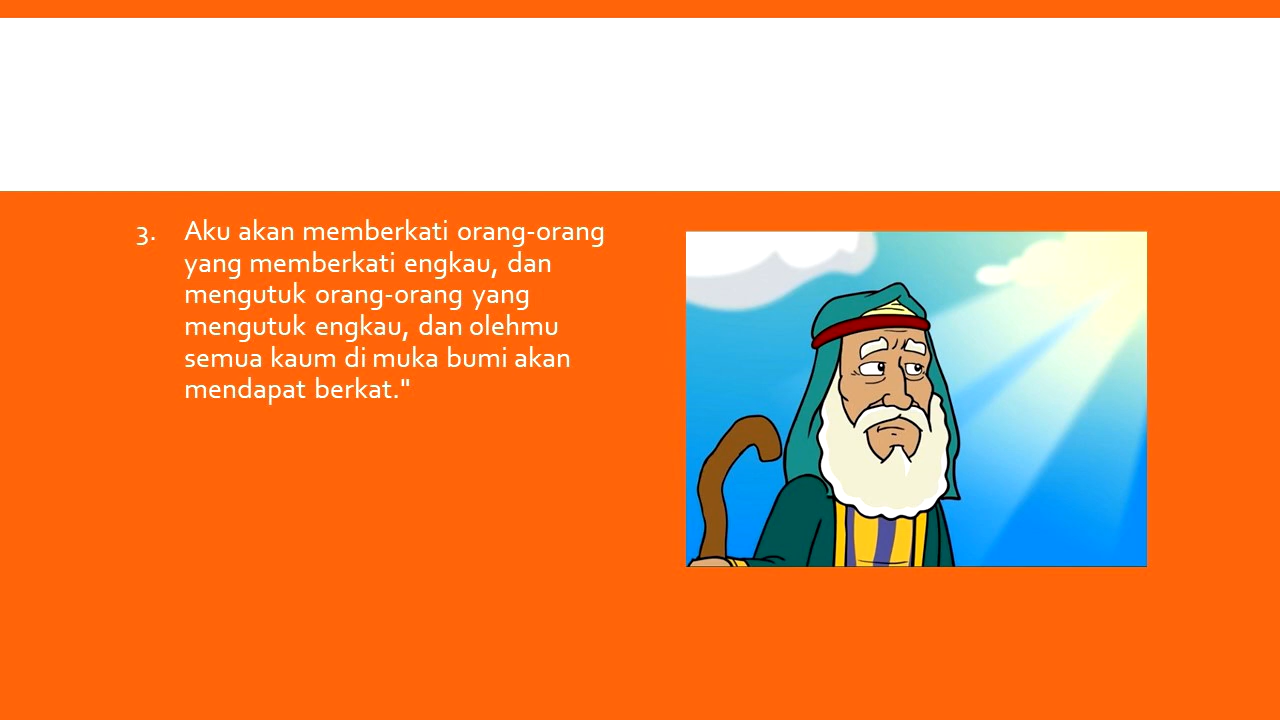 3. Aku akan memberkati orang-orang
yang memberkati engkau, dan
mengutuk orang-orang yang
mengutuk engkau, dan olehmu
semua kaum di muka bumi akan
mendapat berkat."